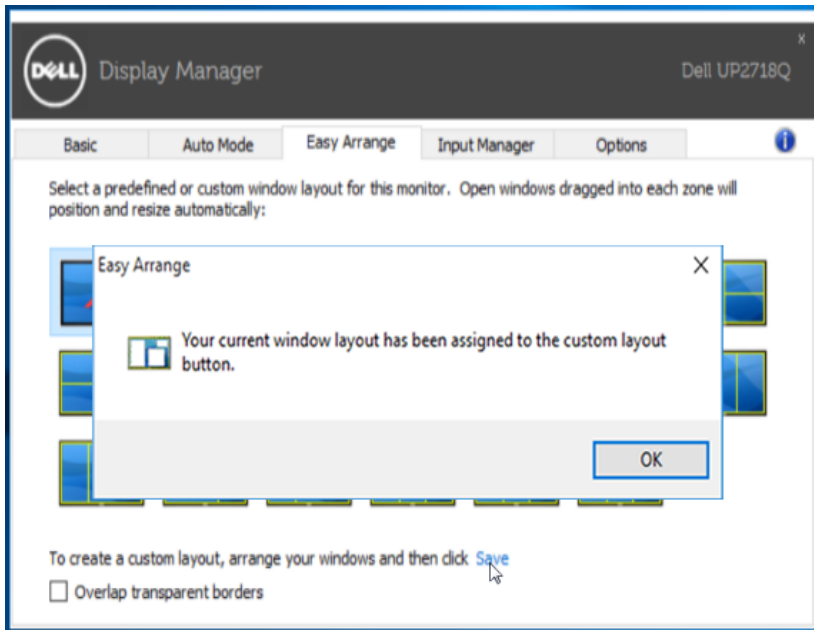 DELL Display Manager
x
Dell UP2718Q
Basic Auto Mode Easy Arrange Input Manager Options
Select a predefined or custom window layout for this monitor. Open windows dragged into each zone will
position and resize automatically:
Easy Arrange
Your current window layout has been assigned to the custom layout
button.
OK
To create a custom layout, arrange your windows and then click Save
Overlap transparent borders